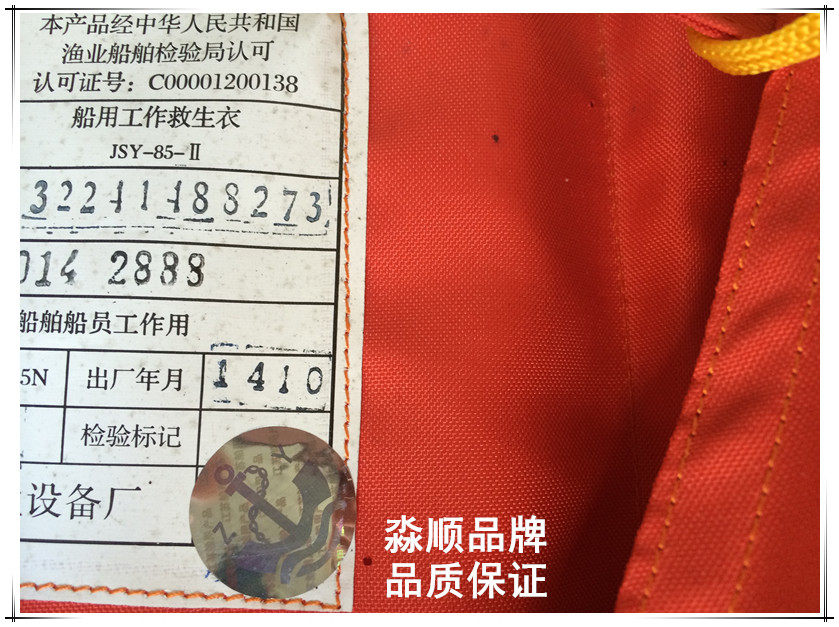 本产品经中华人民共和国
渔业船舶检验局认可
认可证号：C00001200138
船用工作救生衣
JSY-85-Ⅱ
32211488273
014 2888
船舶船员工作用
5N 出厂年月 1410
检验标记
设备厂
Z Y
淼顺品牌
品质保证